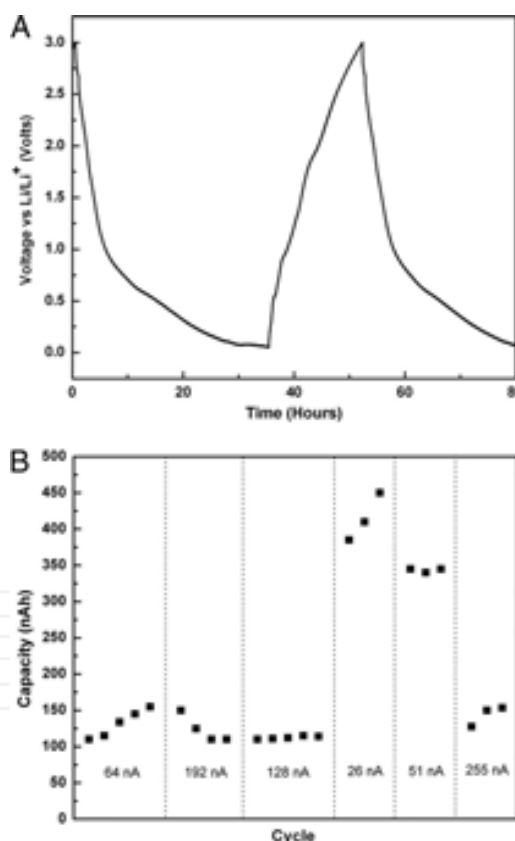 A
3.0
2.5
2.0
1.5
1.0
0.5
0.0
Voltage vs Li/Li⁺ (Volts)
0 20 40 60 8
Time (Hours)
B
500
450
400
350
300
250
200
150
100
50
0
Capacity (nAh)
64 nA 192 nA 128 nA 26 nA 51 nA 255 nA
Cycle